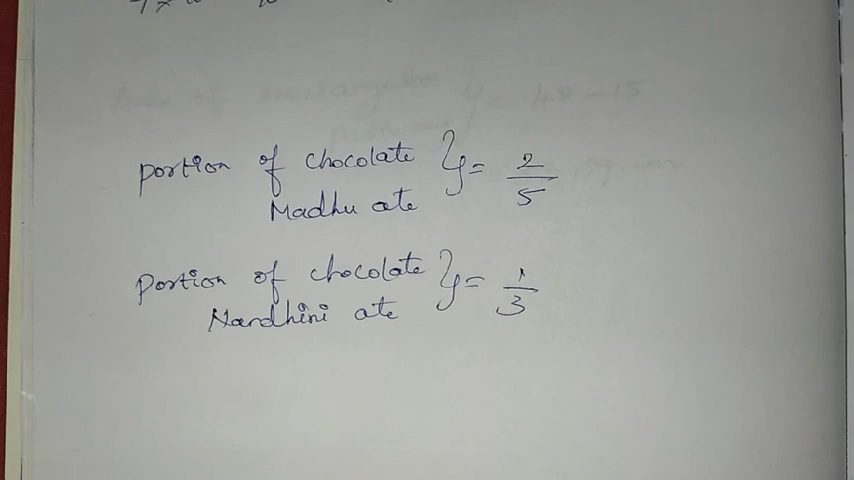 portion of chocolate } = 2/5
Madhu ate
portion of chocolate } = 1/3
Nandhini ate